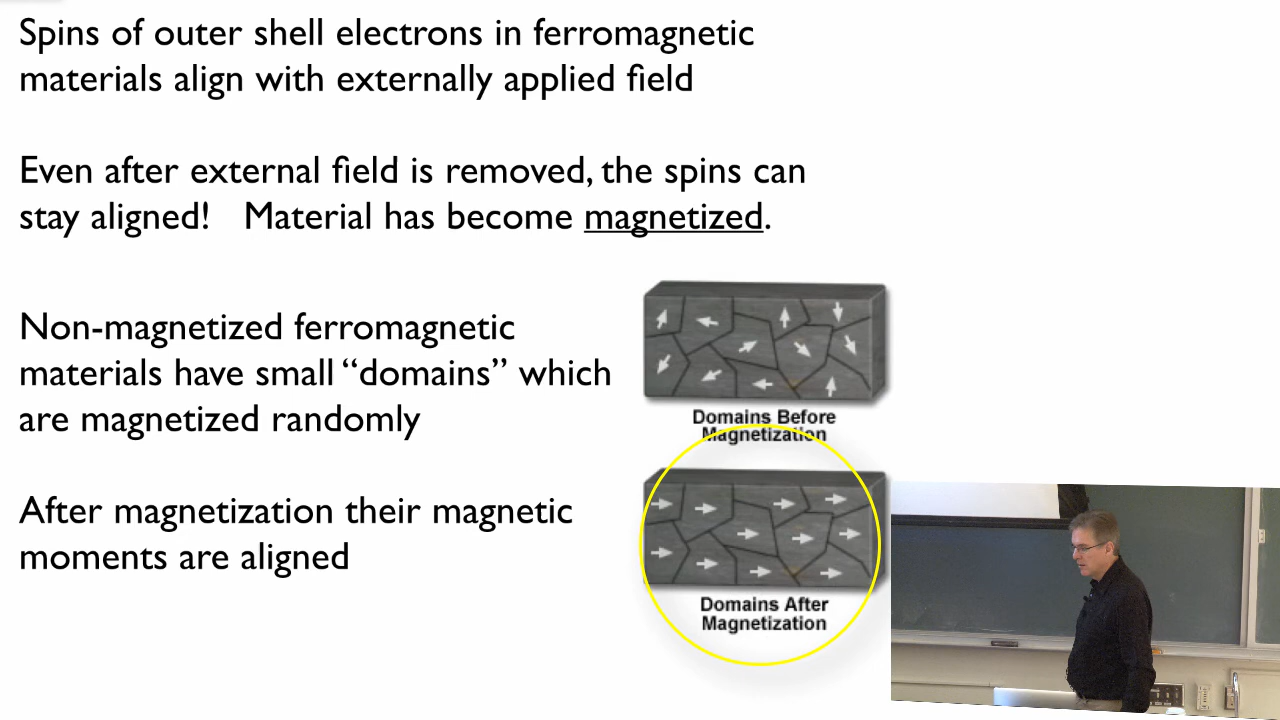 Spins of outer shell electrons in ferromagnetic
materials align with externally applied field
Even after external field is removed, the spins can
stay aligned! Material has become magnetized.
Non-magnetized ferromagnetic
materials have small “domains” which
are magnetized randomly
Domains Before
Magnetization
After magnetization their magnetic
moments are aligned
Domains After
Magnetization